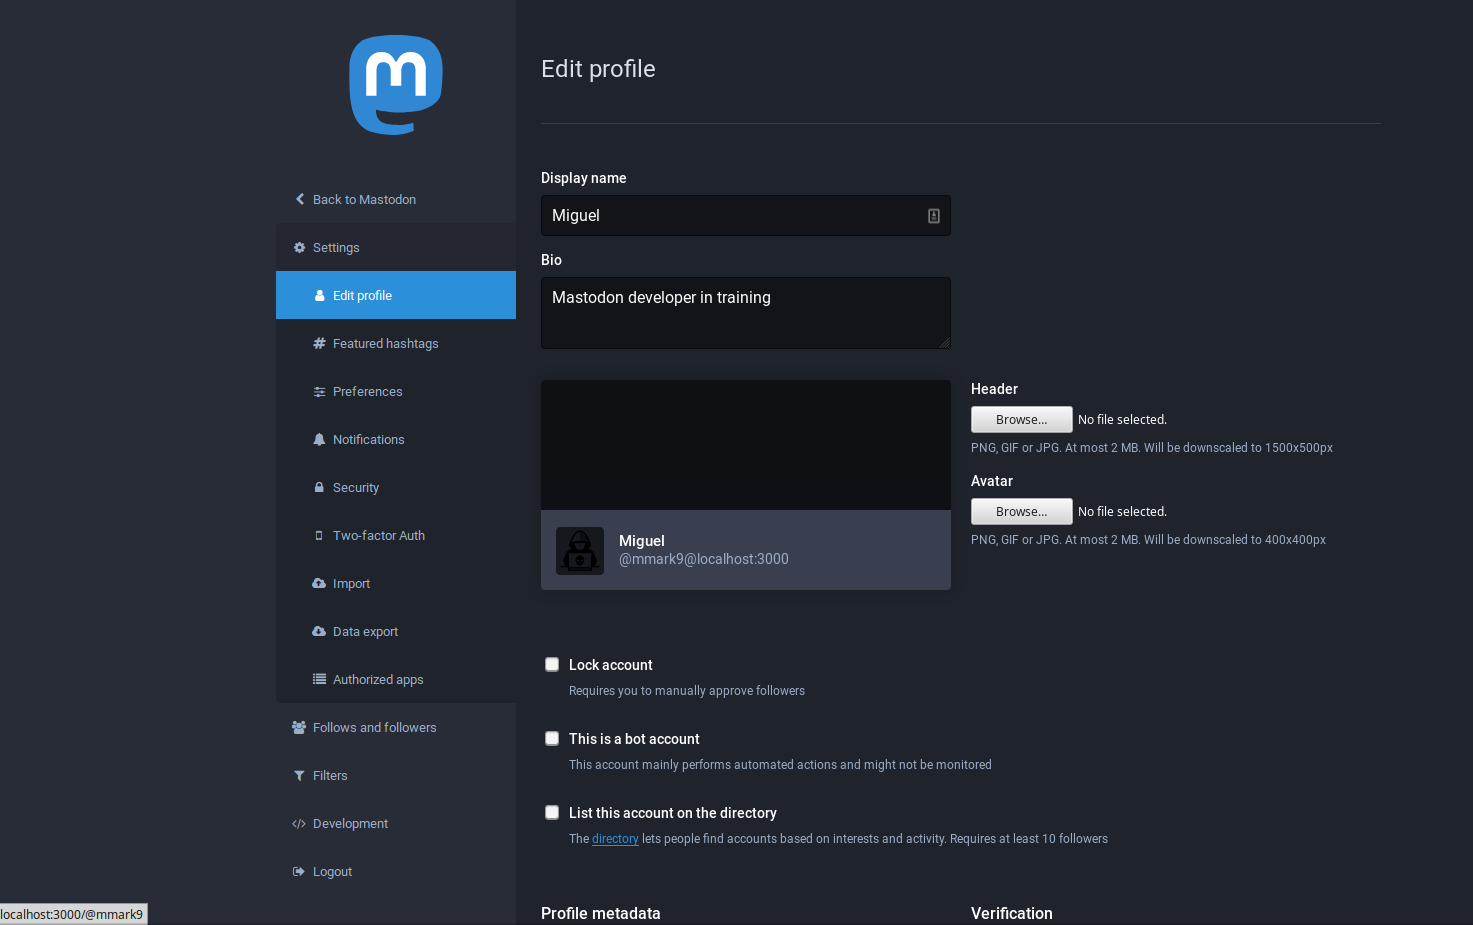 Back to Mastodon
Settings
Edit profile
Featured hashtags
Preferences
Notifications
Security
Two-factor Auth
Import
Data export
Authorized apps
Follows and followers
Filters
Development
Logout
localhost:3000/@mmark9
Edit profile
Display name
Miguel
Bio
Mastodon developer in training
Miguel
@mmark9@localhost:3000
Header
Browse... No file selected.
PNG, GIF or JPG. At most 2 MB. Will be downscaled to 1500x500px
Avatar
Browse... No file selected.
PNG, GIF or JPG. At most 2 MB. Will be downscaled to 400x400px
Lock account
Requires you to manually approve followers
This is a bot account
This account mainly performs automated actions and might not be monitored
List this account on the directory
The directory lets people find accounts based on interests and activity. Requires at least 10 followers
Profile metadata
Verification